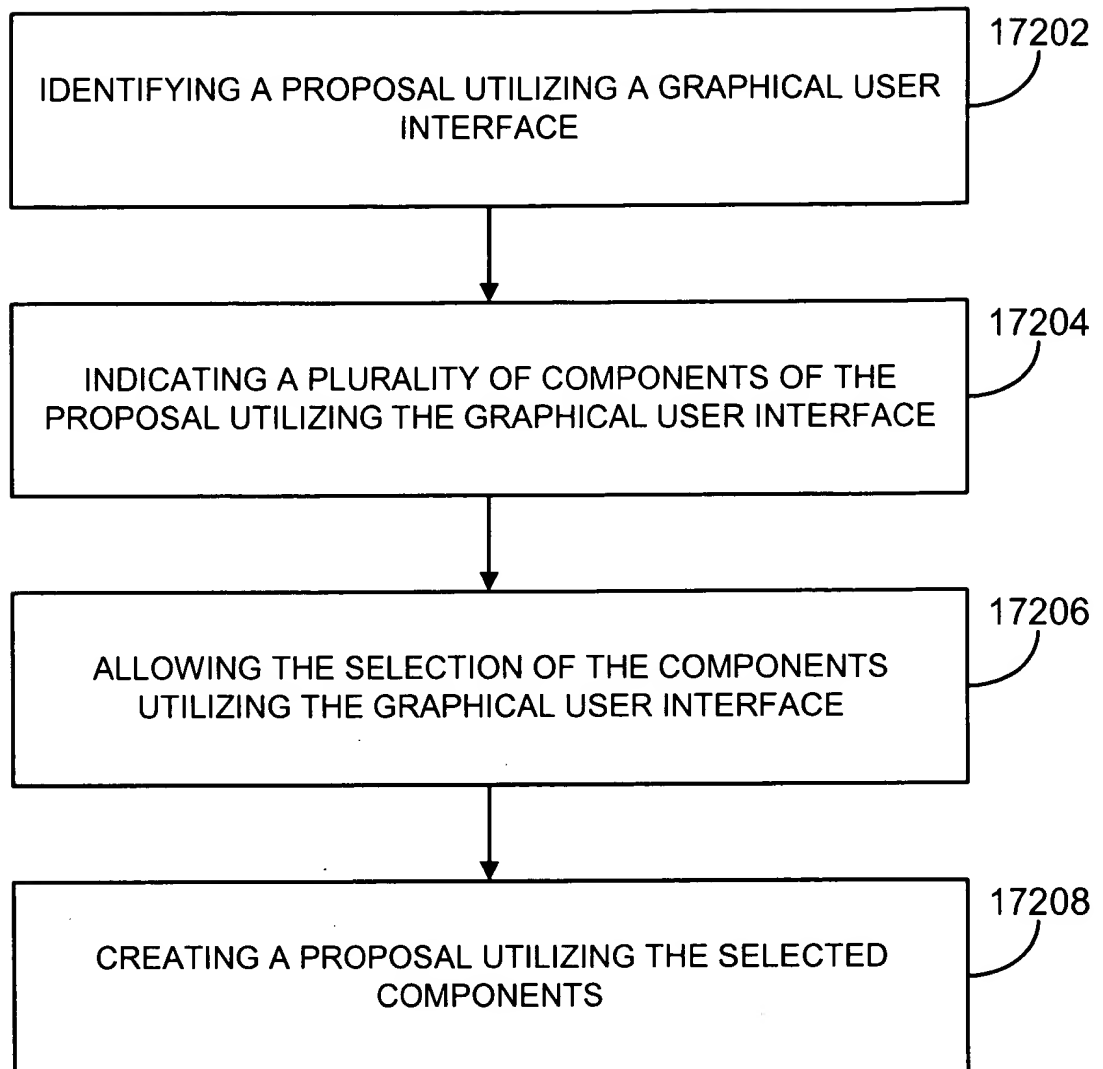 17202
IDENTIFYING A PROPOSAL UTILIZING A GRAPHICAL USER
INTERFACE
17204
INDICATING A PLURALITY OF COMPONENTS OF THE
PROPOSAL UTILIZING THE GRAPHICAL USER INTERFACE
17206
ALLOWING THE SELECTION OF THE COMPONENTS
UTILIZING THE GRAPHICAL USER INTERFACE
17208
CREATING A PROPOSAL UTILIZING THE SELECTED
COMPONENTS